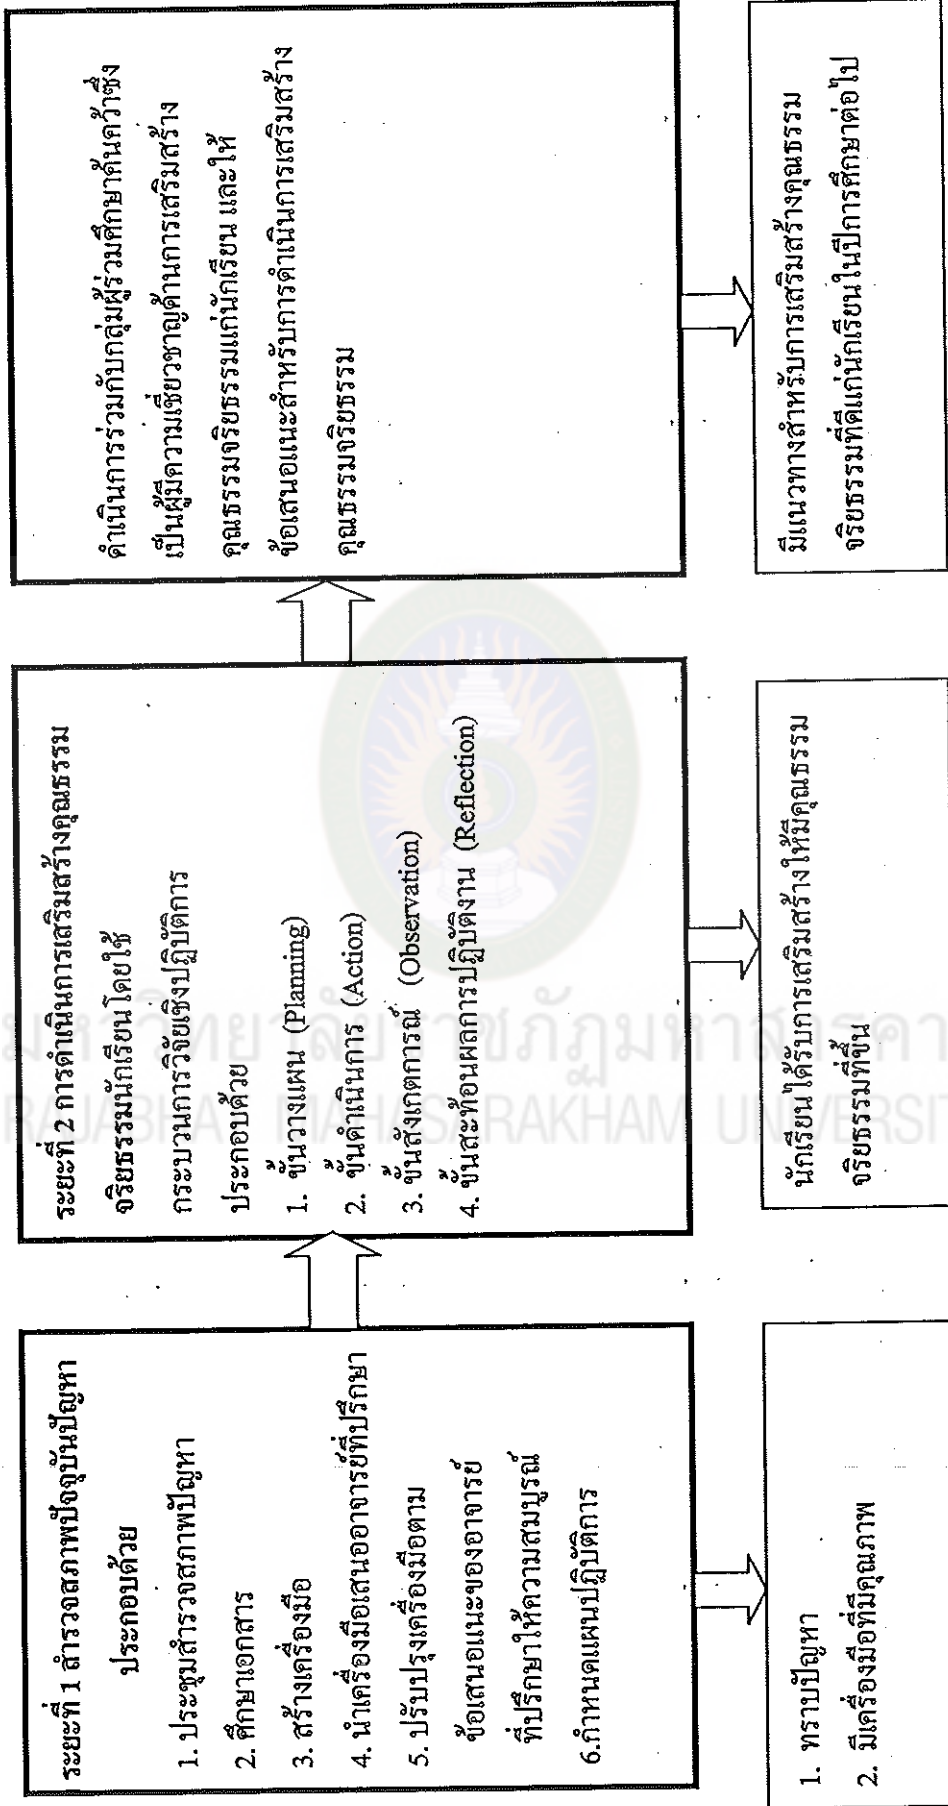 ระยะที่ 1 สำรวจสภาพปัจจุบันปัญหา
ประกอบด้วย
1. ประชุมสำรวจสภาพปัญหา
2. ศึกษาเอกสาร
3. สร้างเครื่องมือ
4. นำเครื่องมือเสนออาจารย์ที่ปรึกษา
5. ปรับปรุงเครื่องมือตาม
ข้อเสนอแนะของอาจารย์
ที่ปรึกษาให้ความสมบูรณ์
6.กำหนดแผนปฏิบัติการ
1. ทราบปัญหา
2. มีเครื่องมือที่มีคุณภาพ
ระยะที่ 2 การดำเนินการเสริมสร้างคุณธรรม
จริยธรรมนักเรียนโดยใช้
กระบวนการวิจัยเชิงปฏิบัติการ
ประกอบด้วย
1. ขั้นวางแผน (Planning)
2. ขั้นดำเนินการ (Action)
3. ขั้นสังเกตการณ์ (Observation)
4. ขั้นสะท้อนผลการปฏิบัติงาน (Reflection)
นักเรียนได้รับการเสริมสร้างให้มีคุณธรรม
จริยธรรมที่ขึ้น
ดำเนินการร่วมกับกลุ่มผู้ร่วมศึกษาค้นคว้าซึ่ง
เป็นผู้มีความเชี่ยวชาญด้านการเสริมสร้าง
คุณธรรมจริยธรรมแก่นักเรียน และให้
ข้อเสนอแนะสำหรับการดำเนินการเสริมสร้าง
คุณธรรมจริยธรรม
มีแนวทางสำหรับการเสริมสร้างคุณธรรม
จริยธรรมที่ดีแก่นักเรียนในปีการศึกษาต่อไป
RAJABHAT MAHASARAKHAM UNIVERSIT